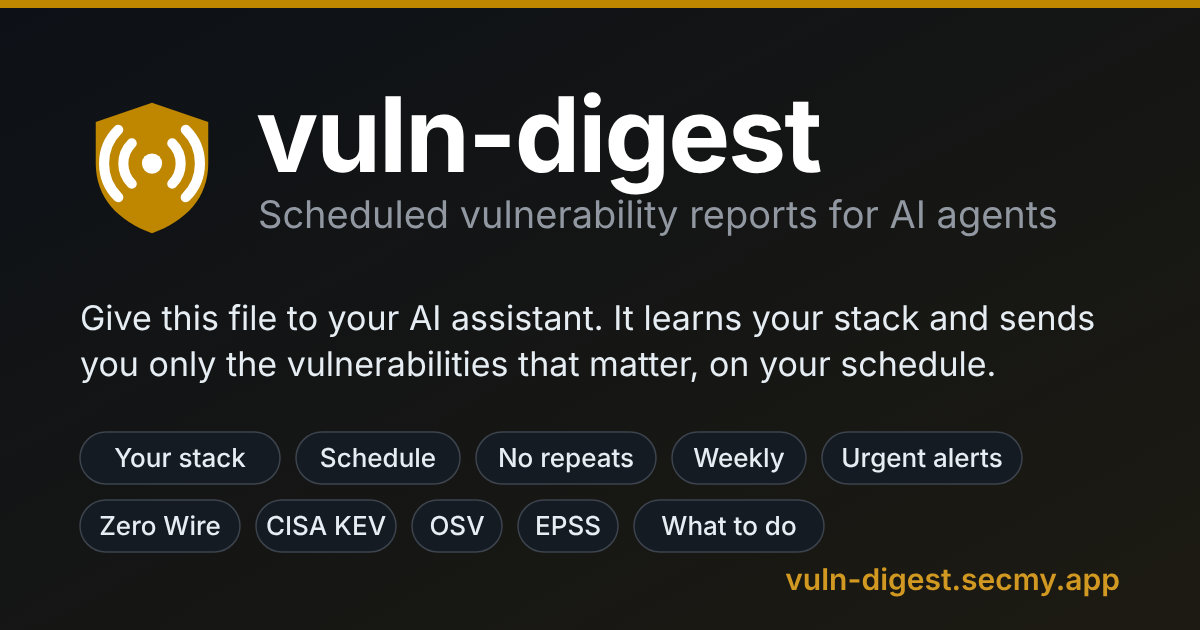 vuln-digest
Scheduled vulnerability reports for AI agents
Give this file to your AI assistant. It learns your stack and sends
you only the vulnerabilities that matter, on your schedule.
Your stack Schedule No repeats Weekly Urgent alerts
Zero Wire CISA KEV OSV EPSS What to do
vuln-digest.secmy.app